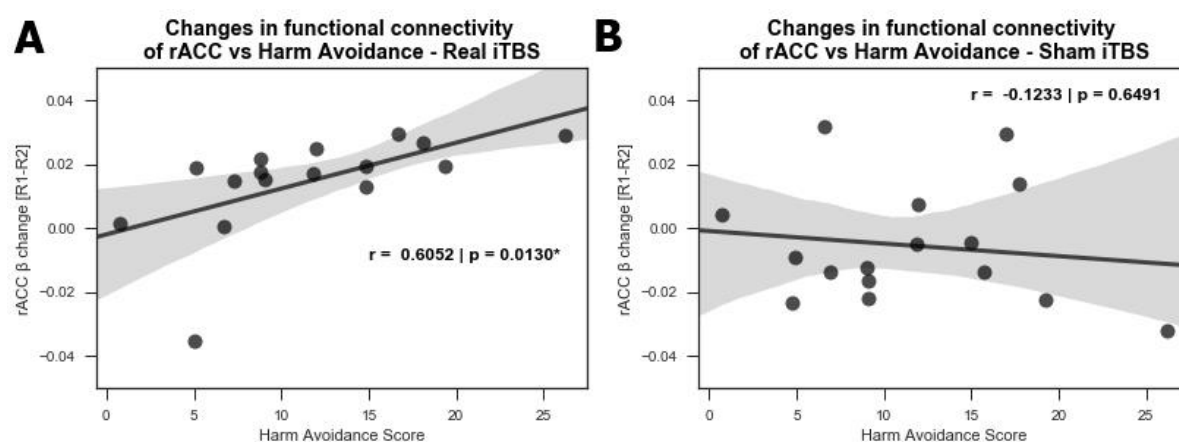 A
Changes in functional connectivity
of rACC vs Harm Avoidance - Real iTBS
rACC β change [R1-R2]
0.04
0.02
0.00
−0.02
−0.04
r =  0.6052 | p = 0.0130*
0 5 10 15 20 25
Harm Avoidance Score
B
Changes in functional connectivity
of rACC vs Harm Avoidance - Sham iTBS
rACC β change [R1-R2]
0.04
0.02
0.00
−0.02
−0.04
r =  -0.1233 | p = 0.6491
0 5 10 15 20 25
Harm Avoidance Score